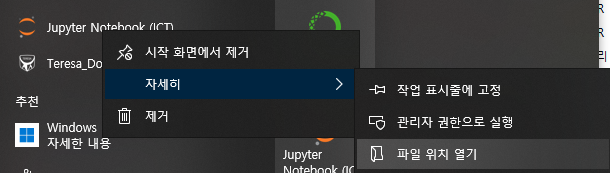 Jupyter Notebook (ICT)
Teresa_Do
추천
Windows
자세한 내용
시작 화면에서 제거
자세히
제거
작업 표시줄에 고정
관리자 권한으로 실행
파일 위치 열기
Jupyter
Notebook (IC
R
R
리